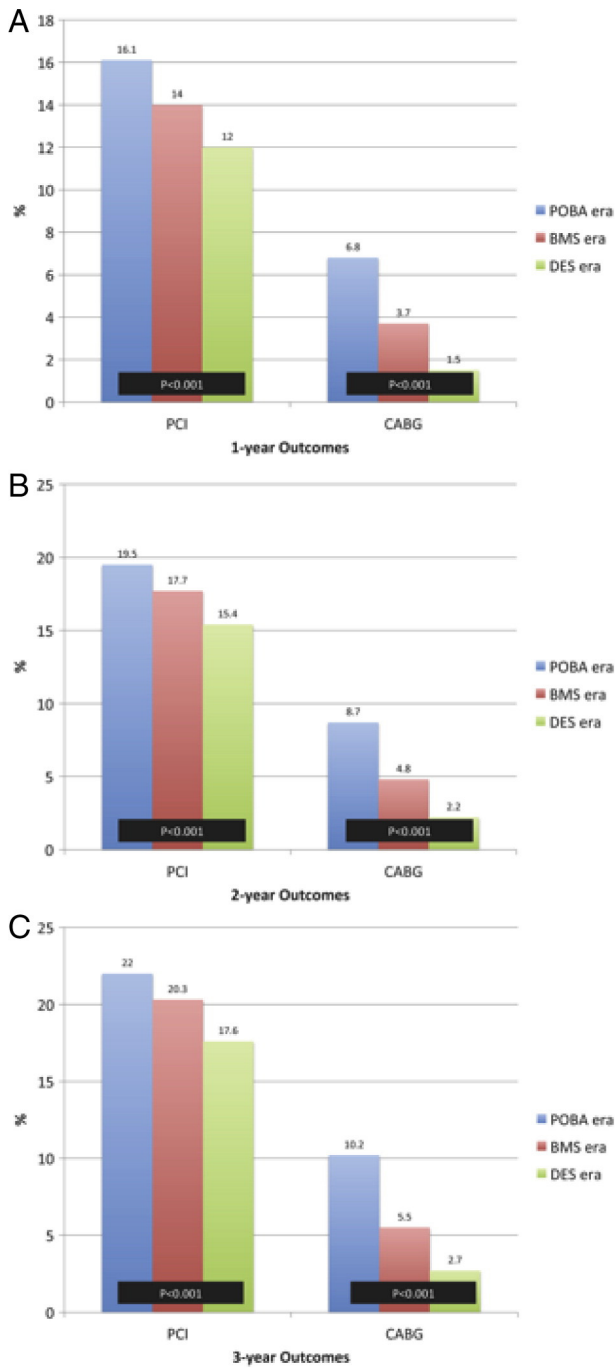 A
18
16
14
12
10
8
6
4
2
0
%
16.1
14
12
6.8
3.7
1.5
P<0.001
P<0.001
PCI
CABG
1-year Outcomes
POBA era
BMS era
DES era
B
25
20
15
10
5
0
%
19.5
17.7
15.4
8.7
4.8
2.2
P<0.001
P<0.001
PCI
CABG
2-year Outcomes
POBA era
BMS era
DES era
C
25
20
15
10
5
0
%
22
20.3
17.6
10.2
5.5
2.7
P<0.001
P<0.001
PCI
CABG
3-year Outcomes
POBA era
BMS era
DES era